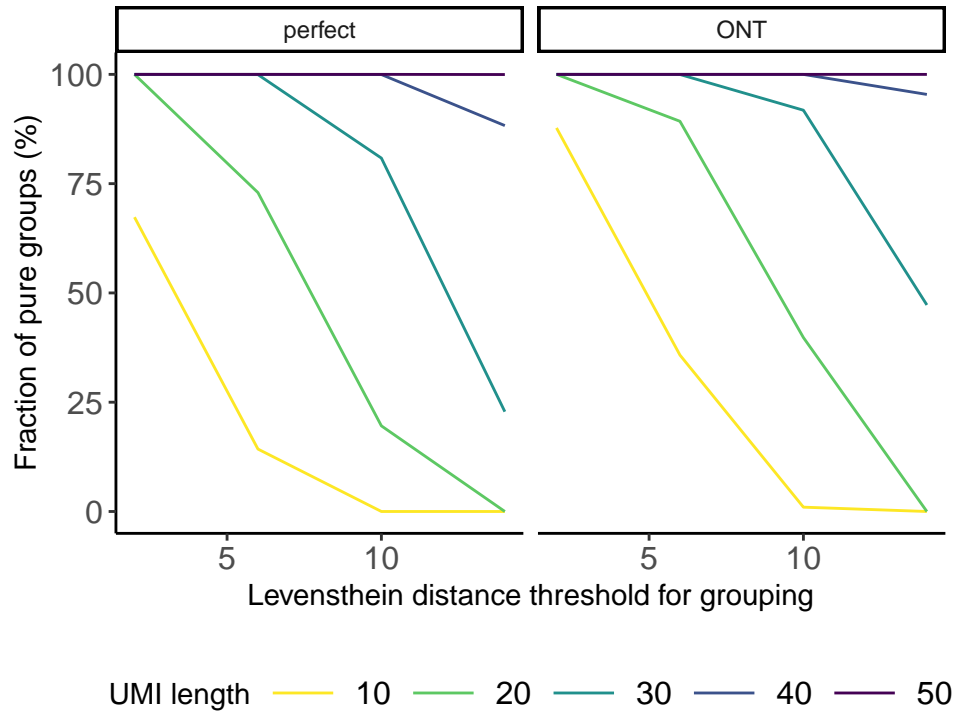 perfect ONT
100
75
50
25
0
Fraction of pure groups (%)
5 10 5 10
Levensthein distance threshold for grouping
UMI length 10 20 30 40 50